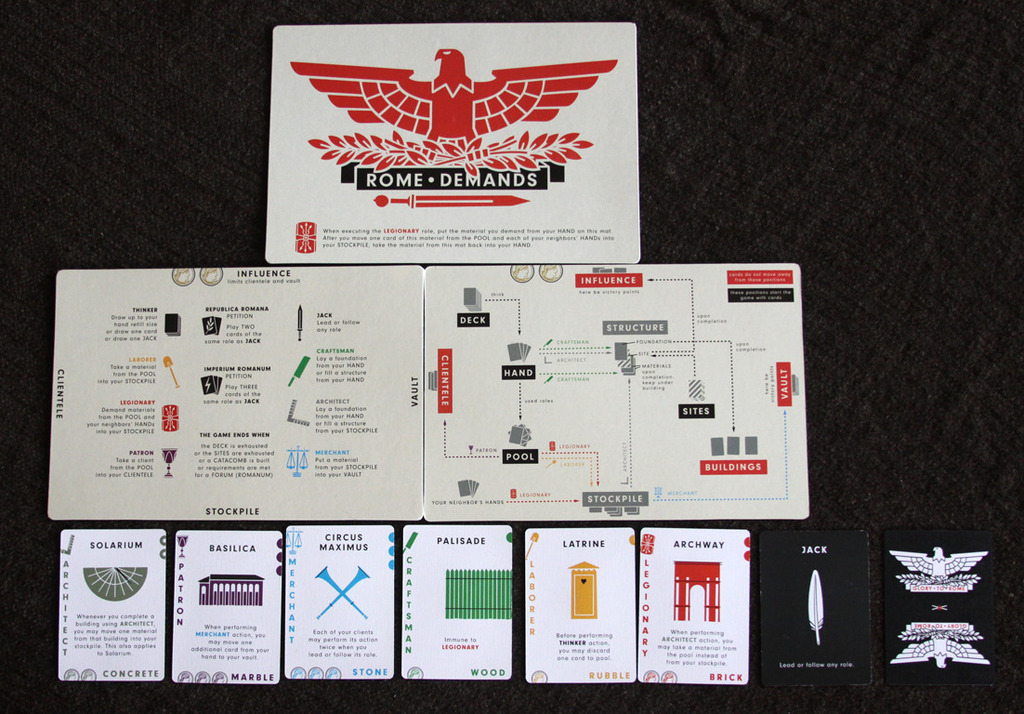 ROME • DEMANDS
When executing the LEGIONARY role, put the material you demand from your HAND on this mat.
After you move one card of this material from the POOL and each of your neighbors' HANDs into
your STOCKPILE, take the material from this mat back into your HAND.
INFLUENCE
limits clientele and vault
CLIENTELE
VAULT
STOCKPILE
THINKER
Draw up to your
hand refill size
or draw one card
or draw one JACK
LABORER
Take a material
from the POOL
into your STOCKPILE
LEGIONARY
Demand materials
from the POOL and
your neighbors' HANDs
into your STOCKPILE
PATRON
Take a client
from the POOL
into your CLIENTELE
REPUBLICA ROMANA
PETITION
Play TWO
cards of the
same role as JACK
IMPERIUM ROMANUM
PETITION
Play THREE
cards of the
same role as JACK
THE GAME ENDS WHEN
the DECK is exhausted
or the SITES are exhausted
or a CATACOMB is built
or requirements are met
for a FORUM (ROMANUM)
JACK
Lead or follow
any role
CRAFTSMAN
Lay a foundation
from your HAND
or fill a structure
from your HAND
ARCHITECT
Lay a foundation
from your HAND
or fill a structure
from your STOCKPILE
MERCHANT
Put a material
from your STOCKPILE
into your VAULT
INFLUENCE
here be victory points
cards do not move away
from these positions
these positions start the
game with cards
DECK
think
STRUCTURE
upon
completion
CRAFTSMAN
ARCHITECT
CRAFTSMAN
FOUNDATION
SITE
MATERIALS
upon
completion,
keep under
building
upon
completion
CLIENTELE
HAND
used roles
SITES
here be
victory points
VAULT
PATRON
POOL
LEGIONARY
LABORER
ARCHITECT
BUILDINGS
YOUR NEIGHBOR'S HANDS
LEGIONARY
STOCKPILE
MERCHANT
ARCHITECT
SOLARIUM
Whenever you complete a
building using ARCHITECT,
you may move one material
from that building into your
stockpile. This also applies
to Solarium.
CONCRETE
PATRON
BASILICA
When performing
MERCHANT action,
you may move one
additional card from your
hand to your vault.
MARBLE
MERCHANT
CIRCUS
MAXIMUS
Each of your clients
may perform its action
twice when you
lead or follow its role.
STONE
CRAFTSMAN
PALISADE
Immune to
LEGIONARY
WOOD
LABORER
LATRINE
Before performing
THINKER action,
you may discard
one card to pool.
RUBBLE
LEGIONARY
ARCHWAY
When performing
ARCHITECT action, you
may take a material from
the pool instead of
from your stockpile.
BRICK
JACK
Lead or follow any role.
GLORY • TO • ROME
GLORY • TO • ROME